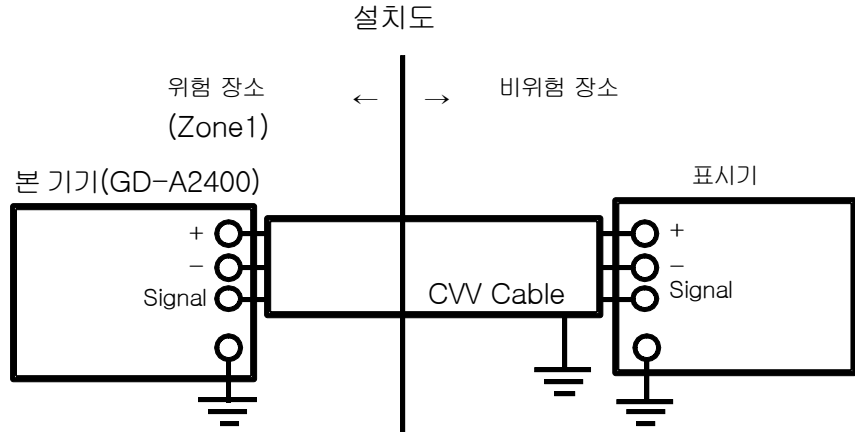 설치도
위험 장소
(Zone1)
← →
비위험 장소
본 기기(GD-A2400)
표시기
+
-
Signal
CVV Cable
+
-
Signal